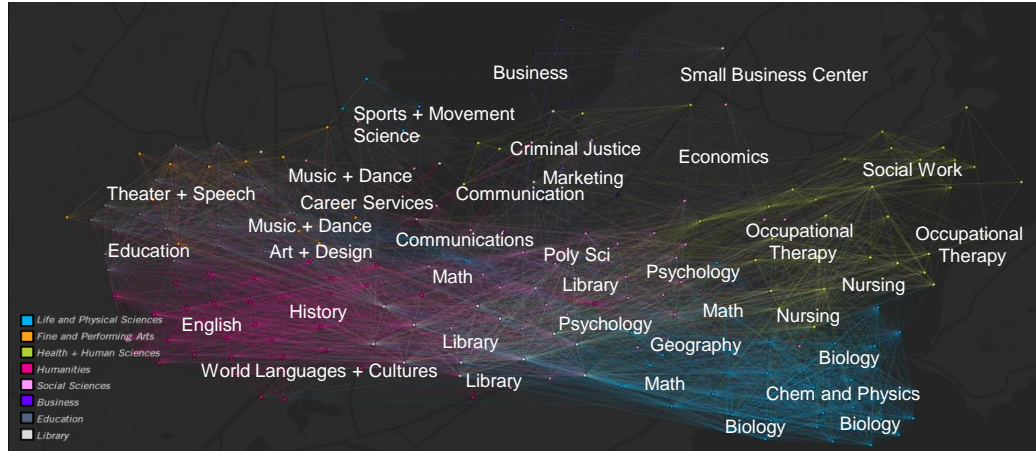 Business
Small Business Center
Sports + Movement
Science
Criminal Justice
Economics
Social Work
Music + Dance
Marketing
Theater + Speech
Communication
Career Services
Music + Dance
Communications
Occupational
Therapy
Occupational
Therapy
Education
Art + Design
Poly Sci
Math
Library
Psychology
Nursing
History
Math
Nursing
English
Psychology
Library
Geography
Biology
World Languages + Cultures
Library
Math
Chem and Physics
Biology
Biology
Life and Physical Sciences
Fine and Performing Arts
Health + Human Sciences
Humanities
Social Sciences
Business
Education
Library